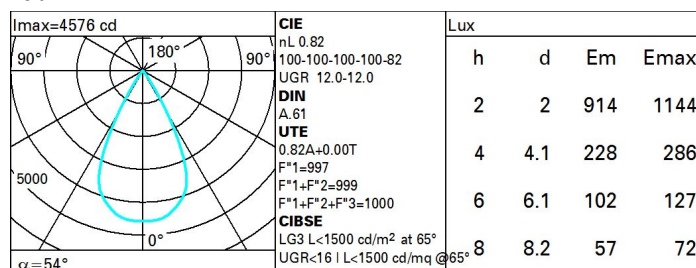 Imax=4576 cd
90°
180°
90°
5000
0°
α=54°
CIE
nL 0.82
100-100-100-100-82
UGR 12.0-12.0
DIN
A.61
UTE
0.82A+0.00T
F"1=997
F"1+F"2=999
F"1+F"2+F"3=1000
CIBSE
LG3 L<1500 cd/m² at 65°
UGR<16 | L<1500 cd/mq @65°
Lux
h d Em Emax
2 2 914 1144
4 4.1 228 286
6 6.1 102 127
8 8.2 57 72